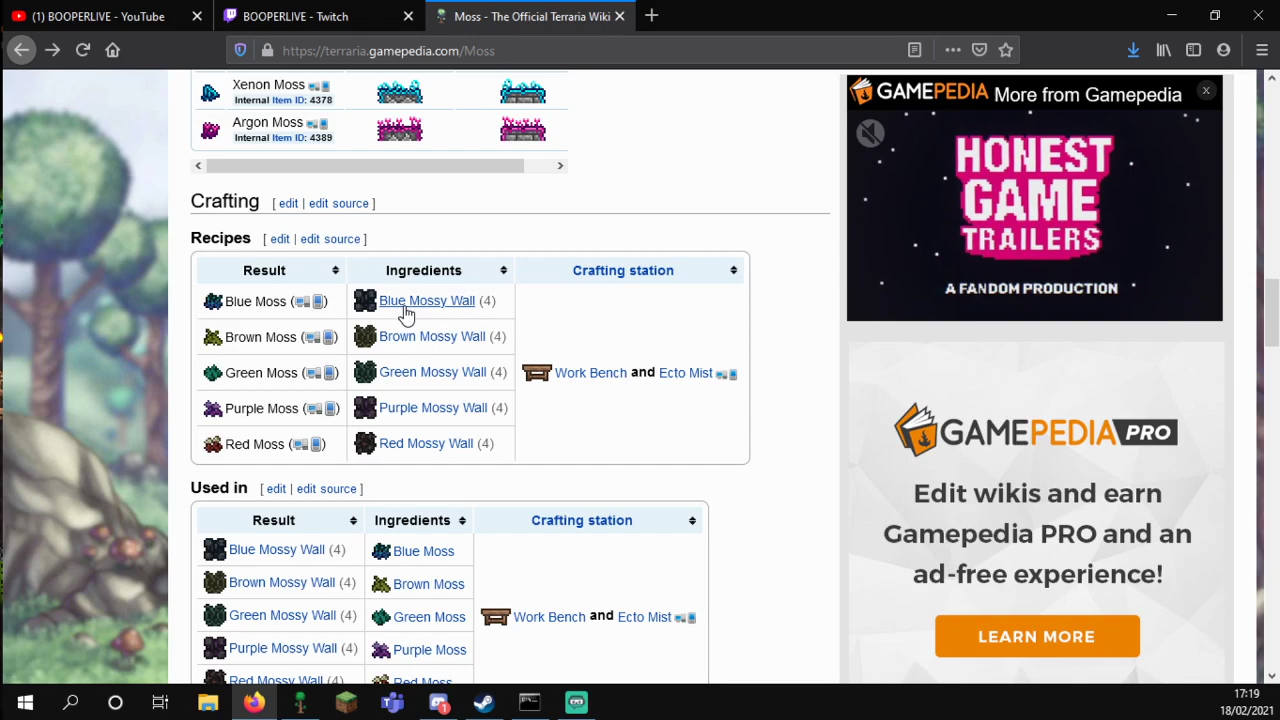 (1) BOOPERLIVE - YouTube
BOOPERLIVE - Twitch
Moss - The Official Terraria Wiki
https://terraria.gamepedia.com/Moss
Xenon Moss
Internal Item ID: 4378
Argon Moss
Internal Item ID: 4389
Crafting [ edit | edit source ]
Recipes [ edit | edit source ]
Result Ingredients Crafting station
Blue Moss ( ) Blue Mossy Wall (4)
Brown Moss ( ) Brown Mossy Wall (4)
Green Moss ( ) Green Mossy Wall (4) Work Bench and Ecto Mist
Purple Moss ( ) Purple Mossy Wall (4)
Red Moss ( ) Red Mossy Wall (4)
Used in [ edit | edit source ]
Result Ingredients Crafting station
Blue Mossy Wall (4) Blue Moss
Brown Mossy Wall (4) Brown Moss
Green Mossy Wall (4) Green Moss Work Bench and Ecto Mist
Purple Mossy Wall (4) Purple Moss
Red Mossy Wall (4) Red Moss
GAMEPEDIA More from Gamepedia
HONEST
GAME
TRAILERS
A FANDOM PRODUCTION
GAMEPEDIA PRO
Edit wikis and earn
Gamepedia PRO and an
ad-free experience!
LEARN MORE
17:19
18/02/2021